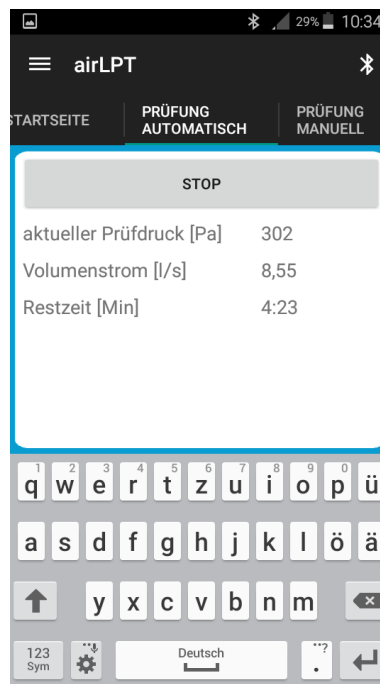 29% 10:34
airLPT
STARTSEITE
PRÜFUNG AUTOMATISCH
PRÜFUNG MANUELL
STOP
aktueller Prüfdruck [Pa] 302
Volumenstrom [l/s] 8,55
Restzeit [Min] 4:23
1 2 3 4 5 6 7 8 9 0
q w e r t z u i o p ü
a s d f g h j k l ö ä
y x c v b n m
123 Sym
Deutsch
,,?
.